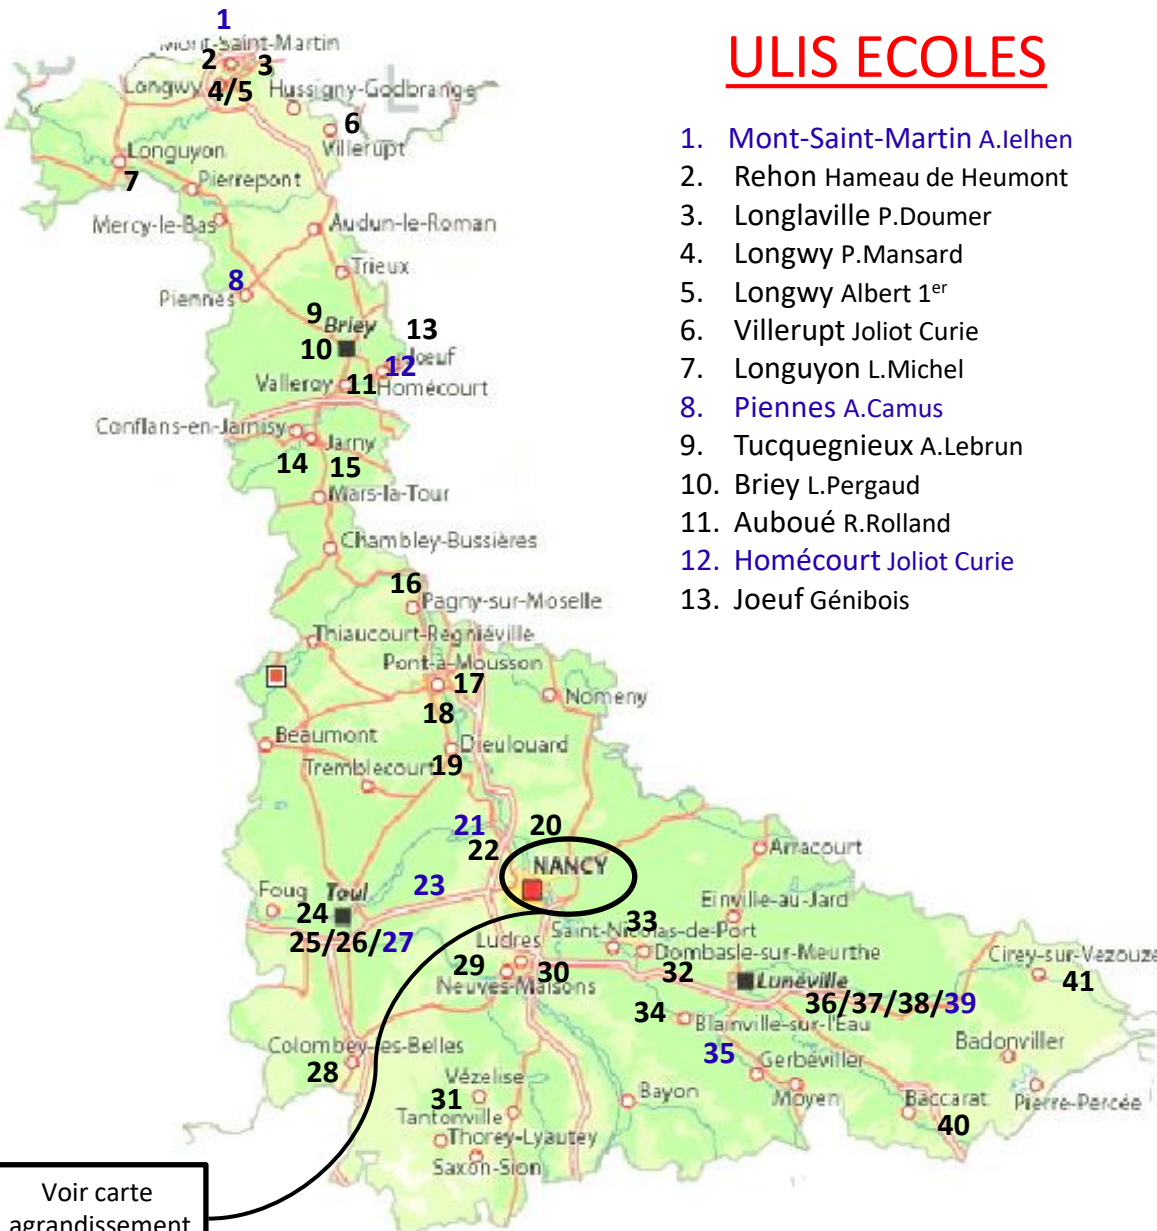 ULIS ECOLES
1. Mont-Saint-Martin A.Ielhen
2. Rehon Hameau de Heumont
3. Longlaville P.Doumer
4. Longwy P.Mansard
5. Longwy Albert 1er
6. Villerupt Joliot Curie
7. Longuyon L.Michel
8. Piennes A.Camus
9. Tucquegnieux A.Lebrun
10. Briey L.Pergaud
11. Auboué R.Rolland
12. Homécourt Joliot Curie
13. Joeuf Génibois
1
Mont-Saint-Martin
2
3
Longwy
4/5
Hussigny-Godbrange
6
Villerupt
Longuyon
7
Pierrepont
Mercy-le-Bas
Audun-le-Roman
Trieux
8
Piennes
9
Briey
13
10
Joeuf
12
Valleroy
11
Homécourt
Conflans-en-Jarnisy
Jarny
14
15
Mars-la-Tour
Chambley-Bussières
16
Pagny-sur-Moselle
Thiaucourt-Regniéville
Pont-à-Mousson
17
Nomeny
18
Beaumont
Dieulouard
Tremblecourt
19
21
20
22
Arracourt
NANCY
23
Foug
Toul
24
Einville-au-Jard
25/26/27
33
Saint-Nicolas-de-Port
Ludres
Dombasle-sur-Meurthe
Cirey-sur-Vezouze
29
30
32
Lunéville
41
Neuves-Maisons
36/37/38/39
34
Blainville-sur-l'Eau
Colombey-les-Belles
35
Badonviller
28
Gerbéviller
Vézelise
31
Bayon
Moyen
Baccarat
Pierre-Percée
Tantonville
40
Thorey-Lyautey
Saxon-Sion
Voir carte
agrandissement